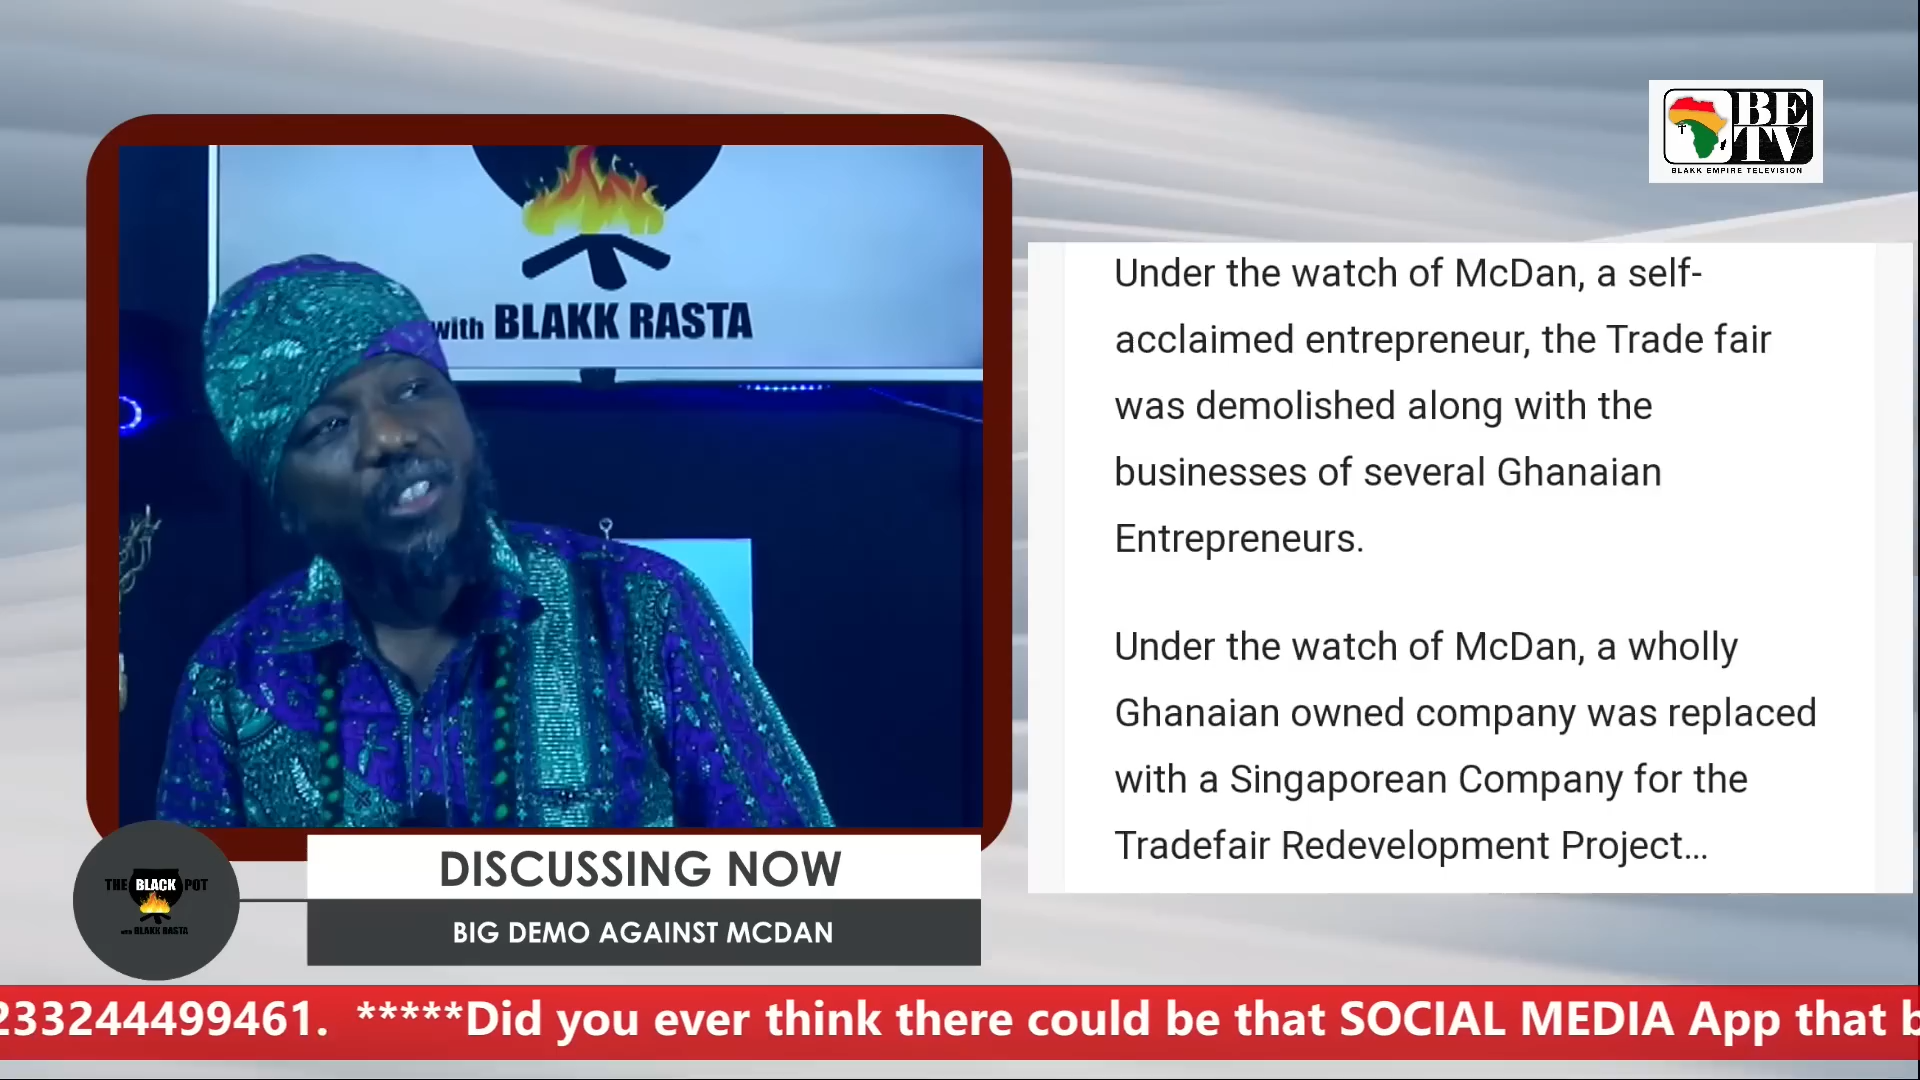 BE
TV
BLAKK EMPIRE TELEVISION
with BLAKK RASTA
Under the watch of McDan, a self-
acclaimed entrepreneur, the Trade fair
was demolished along with the
businesses of several Ghanaian
Entrepreneurs.
Under the watch of McDan, a wholly
Ghanaian owned company was replaced
with a Singaporean Company for the
Tradefair Redevelopment Project...
DISCUSSING NOW
BIG DEMO AGAINST MCDAN
THE BLACK POT
with BLAKK RASTA
233244499461. *****Did you ever think there could be that SOCIAL MEDIA App that b